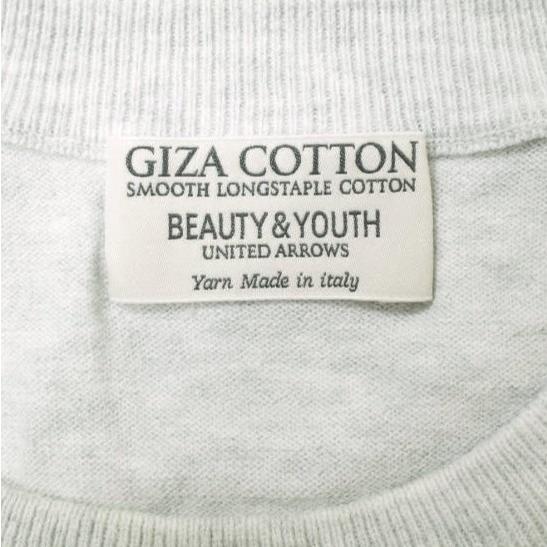 GIZA COTTON
SMOOTH LONGSTAPLE COTTON
BEAUTY & YOUTH
UNITED ARROWS
Yarn Made in italy